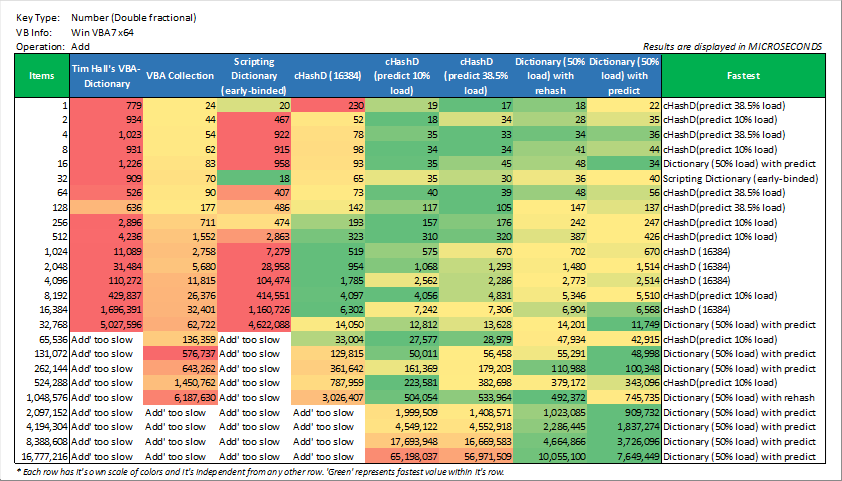 Key Type: Number (Double fractional)
VB Info: Win VBA7 x64
Operation: Add
Results are displayed in MICROSECONDS
Items Tim Hall's VBA-Dictionary VBA Collection Scripting Dictionary (early-binded) cHashD (16384) cHashD (predict 10% load) cHashD (predict 38.5% load) Dictionary (50% load) with rehash Dictionary (50% load) with predict Fastest
1 779 24 20 230 19 17 18 22 cHashD(predict 38.5% load)
2 934 44 467 52 18 34 28 35 cHashD(predict 10% load)
4 1,023 54 922 78 35 33 34 36 cHashD(predict 38.5% load)
8 931 62 915 98 34 34 41 44 cHashD(predict 10% load)
16 1,226 83 958 93 35 45 48 34 Dictionary (50% load) with predict
32 909 70 18 65 35 30 36 40 Scripting Dictionary (early-binded)
64 526 90 407 73 40 39 48 56 cHashD(predict 38.5% load)
128 636 177 486 142 117 105 147 137 cHashD(predict 38.5% load)
256 2,896 711 474 193 157 176 242 247 cHashD(predict 10% load)
512 4,236 1,552 2,863 323 310 320 387 426 cHashD(predict 10% load)
1,024 11,089 2,758 7,279 519 575 670 702 670 cHashD (16384)
2,048 31,484 5,680 28,958 954 1,068 1,293 1,480 1,514 cHashD (16384)
4,096 110,272 11,815 104,474 1,785 2,562 2,286 2,773 2,514 cHashD (16384)
8,192 429,837 26,376 414,551 4,097 4,056 4,831 5,346 5,510 cHashD(predict 10% load)
16,384 1,696,391 32,401 1,160,726 6,302 7,242 7,306 6,904 6,568 cHashD (16384)
32,768 5,027,596 62,722 4,622,088 14,050 12,812 13,628 14,201 11,749 Dictionary (50% load) with predict
65,536 Add' too slow 136,359 Add' too slow 33,004 27,577 28,979 47,934 42,915 cHashD(predict 10% load)
131,072 Add' too slow 576,737 Add' too slow 129,815 50,011 56,458 55,291 48,998 Dictionary (50% load) with predict
262,144 Add' too slow 643,262 Add' too slow 361,642 161,369 179,203 110,988 100,348 Dictionary (50% load) with predict
524,288 Add' too slow 1,450,762 Add' too slow 787,959 223,581 382,698 379,172 343,096 cHashD(predict 10% load)
1,048,576 Add' too slow 6,187,630 Add' too slow 3,026,407 504,054 533,964 492,372 745,735 Dictionary (50% load) with rehash
2,097,152 Add' too slow Add' too slow Add' too slow Add' too slow 1,999,509 1,408,571 1,023,085 909,732 Dictionary (50% load) with predict
4,194,304 Add' too slow Add' too slow Add' too slow Add' too slow 4,549,122 4,552,918 2,286,445 1,837,274 Dictionary (50% load) with predict
8,388,608 Add' too slow Add' too slow Add' too slow Add' too slow 17,693,948 16,669,583 4,664,866 3,726,096 Dictionary (50% load) with predict
16,777,216 Add' too slow Add' too slow Add' too slow Add' too slow 65,198,037 56,971,509 10,055,100 7,649,449 Dictionary (50% load) with predict
* Each row has it's own scale of colors and it's independent from any other row. 'Green' represents fastest value within it's row.